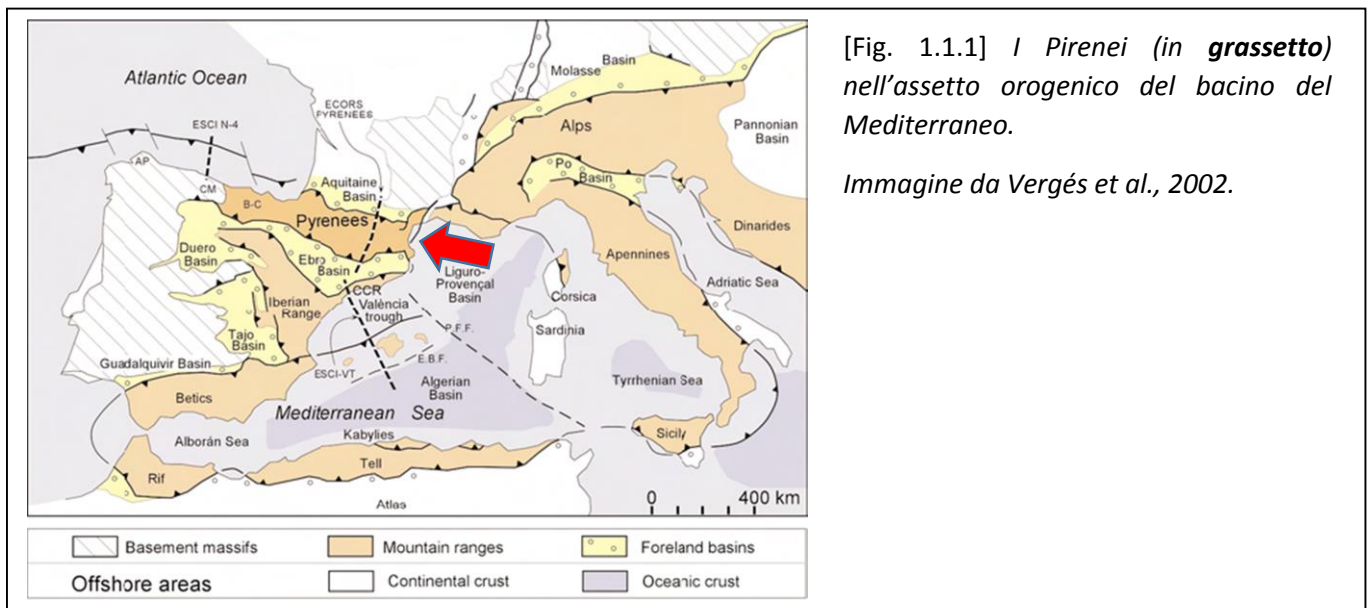 [Fig. 1.1.1] I Pirenei (in grassetto)
nell’assetto orogenico del bacino del
Mediterraneo.
Immagine da Vergés et al., 2002.
Atlantic Ocean
Molasse
Basin
ECORS
PYRENEES
ESCI N-4
Alps
Pannonian
Basin
AP
CM
B-C
Aquitaine
Basin
Po
Basin
Pyrenees
Dinarides
Duero
Basin
Ebro
Basin
Apennines
Liguro-
Provençal
Basin
Adriatic Sea
CCR
Iberian
Range
València
trough
Corsica
Sardinia
Tajo
Basin
P.F.F.
E.B.F.
Guadalquivir Basin
ESCI-VT
Algerian
Basin
Tyrrhenian Sea
Betics
Mediterranean Sea
Alborán Sea
Kabylies
Sicily
Rif
Tell
Atlas
0 400 km
Basement massifs
Mountain ranges
Foreland basins
Offshore areas
Continental crust
Oceanic crust